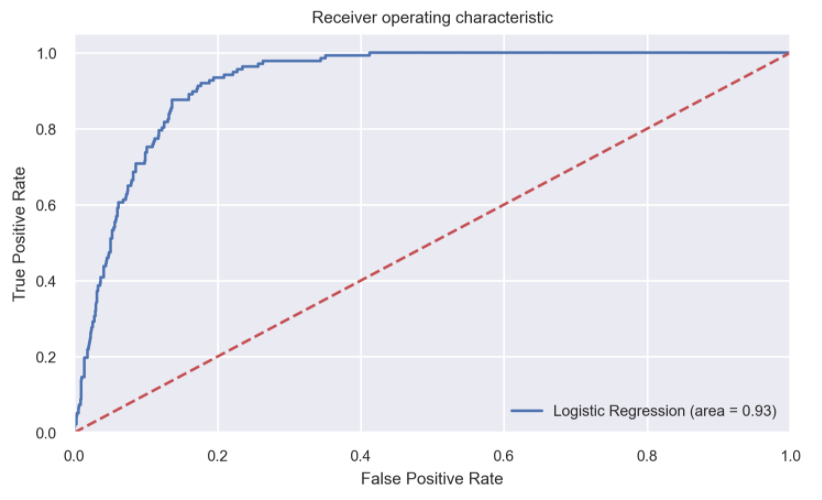 Receiver operating characteristic
1.0
0.8
0.6
0.4
0.2
0.0
True Positive Rate
Logistic Regression (area = 0.93)
0.0 0.2 0.4 0.6 0.8 1.0
False Positive Rate